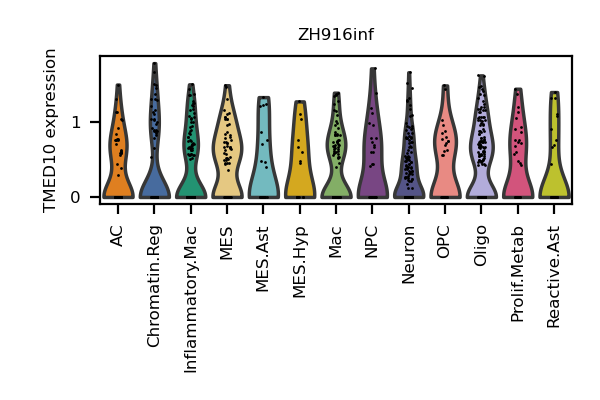 ZH916inf
TMED10 expression
1
0
AC
Chromatin.Reg
Inflammatory.Mac
MES
MES.Ast
MES.Hyp
Mac
NPC
Neuron
OPC
Oligo
Prolif.Metab
Reactive.Ast